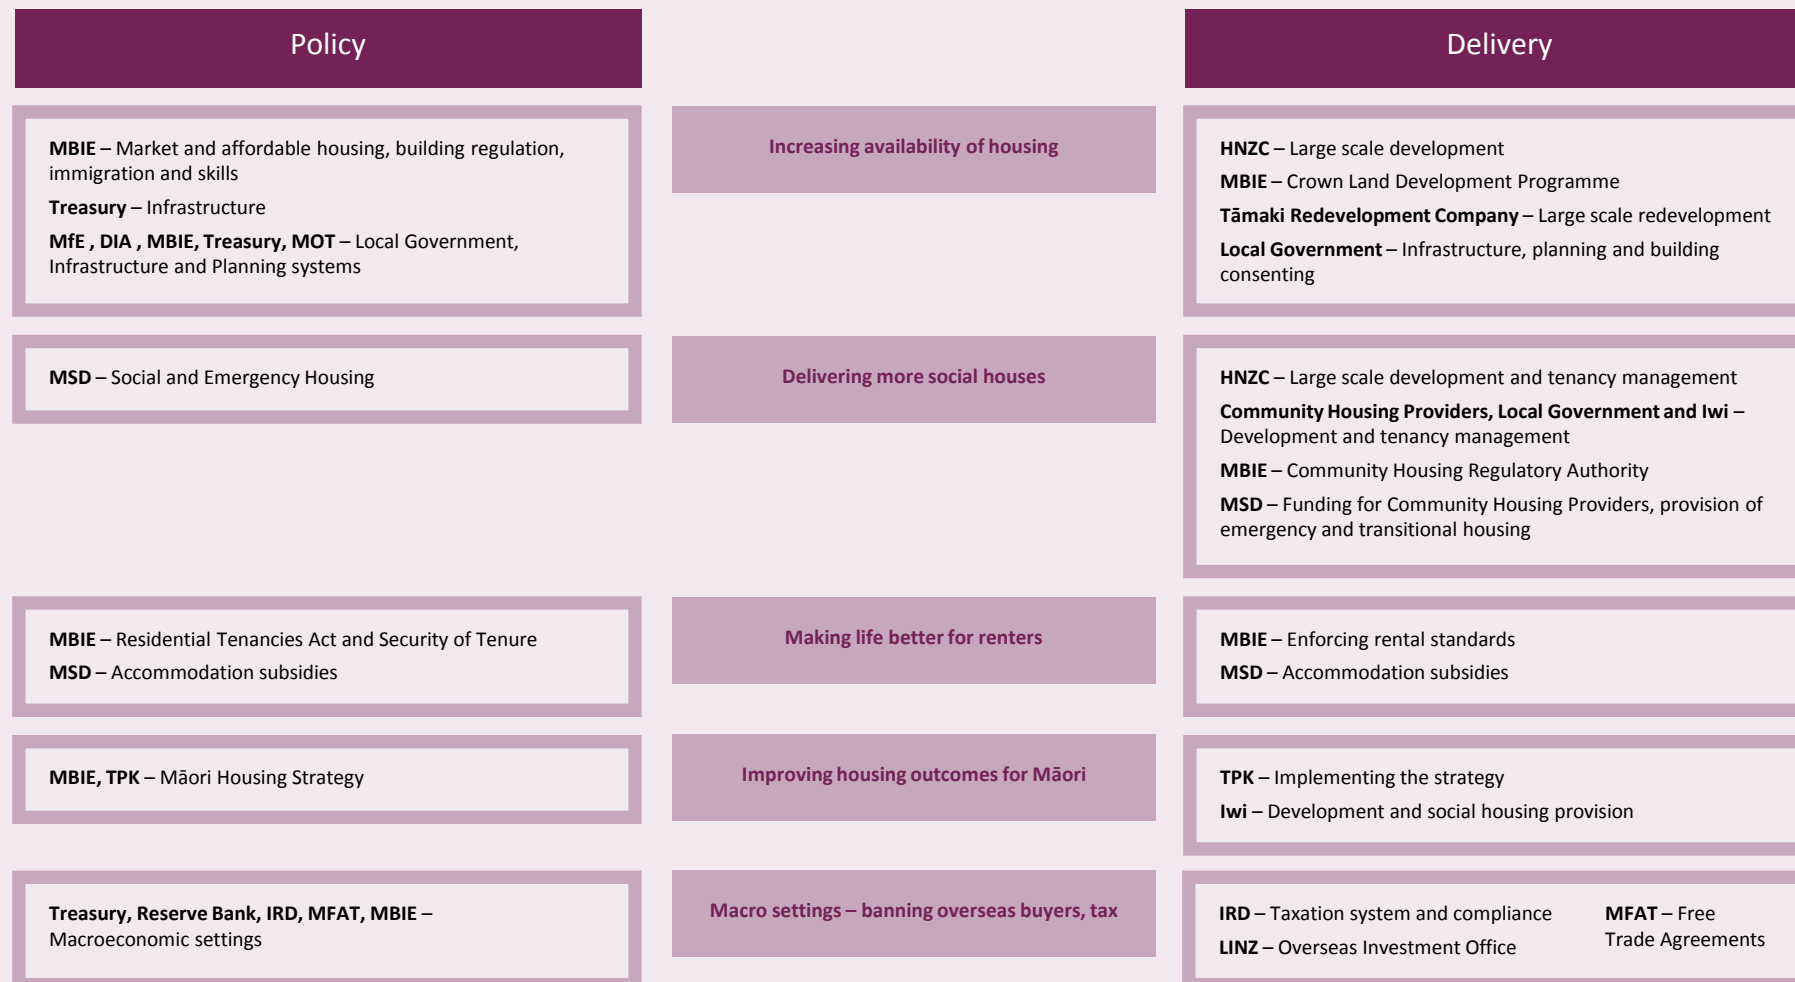 Policy
Delivery
MBIE – Market and affordable housing, building regulation,
immigration and skills
Treasury – Infrastructure
MfE , DIA , MBIE, Treasury, MOT – Local Government,
Infrastructure and Planning systems
Increasing availability of housing
HNZC – Large scale development
MBIE – Crown Land Development Programme
Tāmaki Redevelopment Company – Large scale redevelopment
Local Government – Infrastructure, planning and building
consenting
MSD – Social and Emergency Housing
Delivering more social houses
HNZC – Large scale development and tenancy management
Community Housing Providers, Local Government and Iwi –
Development and tenancy management
MBIE – Community Housing Regulatory Authority
MSD – Funding for Community Housing Providers, provision of
emergency and transitional housing
MBIE – Residential Tenancies Act and Security of Tenure
MSD – Accommodation subsidies
Making life better for renters
MBIE – Enforcing rental standards
MSD – Accommodation subsidies
MBIE, TPK – Māori Housing Strategy
Improving housing outcomes for Māori
TPK – Implementing the strategy
Iwi – Development and social housing provision
Treasury, Reserve Bank, IRD, MFAT, MBIE –
Macroeconomic settings
Macro settings – banning overseas buyers, tax
IRD – Taxation system and compliance
LINZ – Overseas Investment Office
MFAT – Free
Trade Agreements